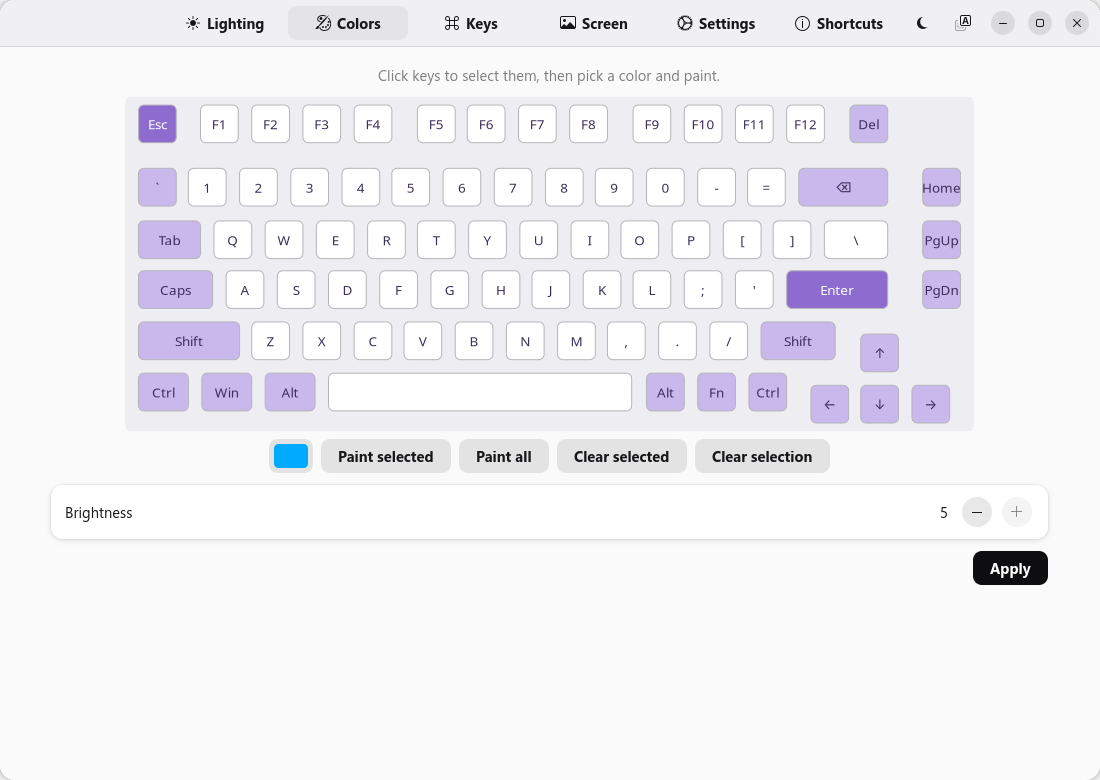 Lighting Colors Keys Screen Settings Shortcuts A
Click keys to select them, then pick a color and paint.
Esc F1 F2 F3 F4 F5 F6 F7 F8 F9 F10 F11 F12 Del
` 1 2 3 4 5 6 7 8 9 0 - = ⌫ Home
Tab Q W E R T Y U I O P [ ] \ PgUp
Caps A S D F G H J K L ; ' Enter PgDn
Shift Z X C V B N M , . / Shift ↑
Ctrl Win Alt Alt Fn Ctrl ← ↓ →
Paint selected Paint all Clear selected Clear selection
Brightness 5
Apply